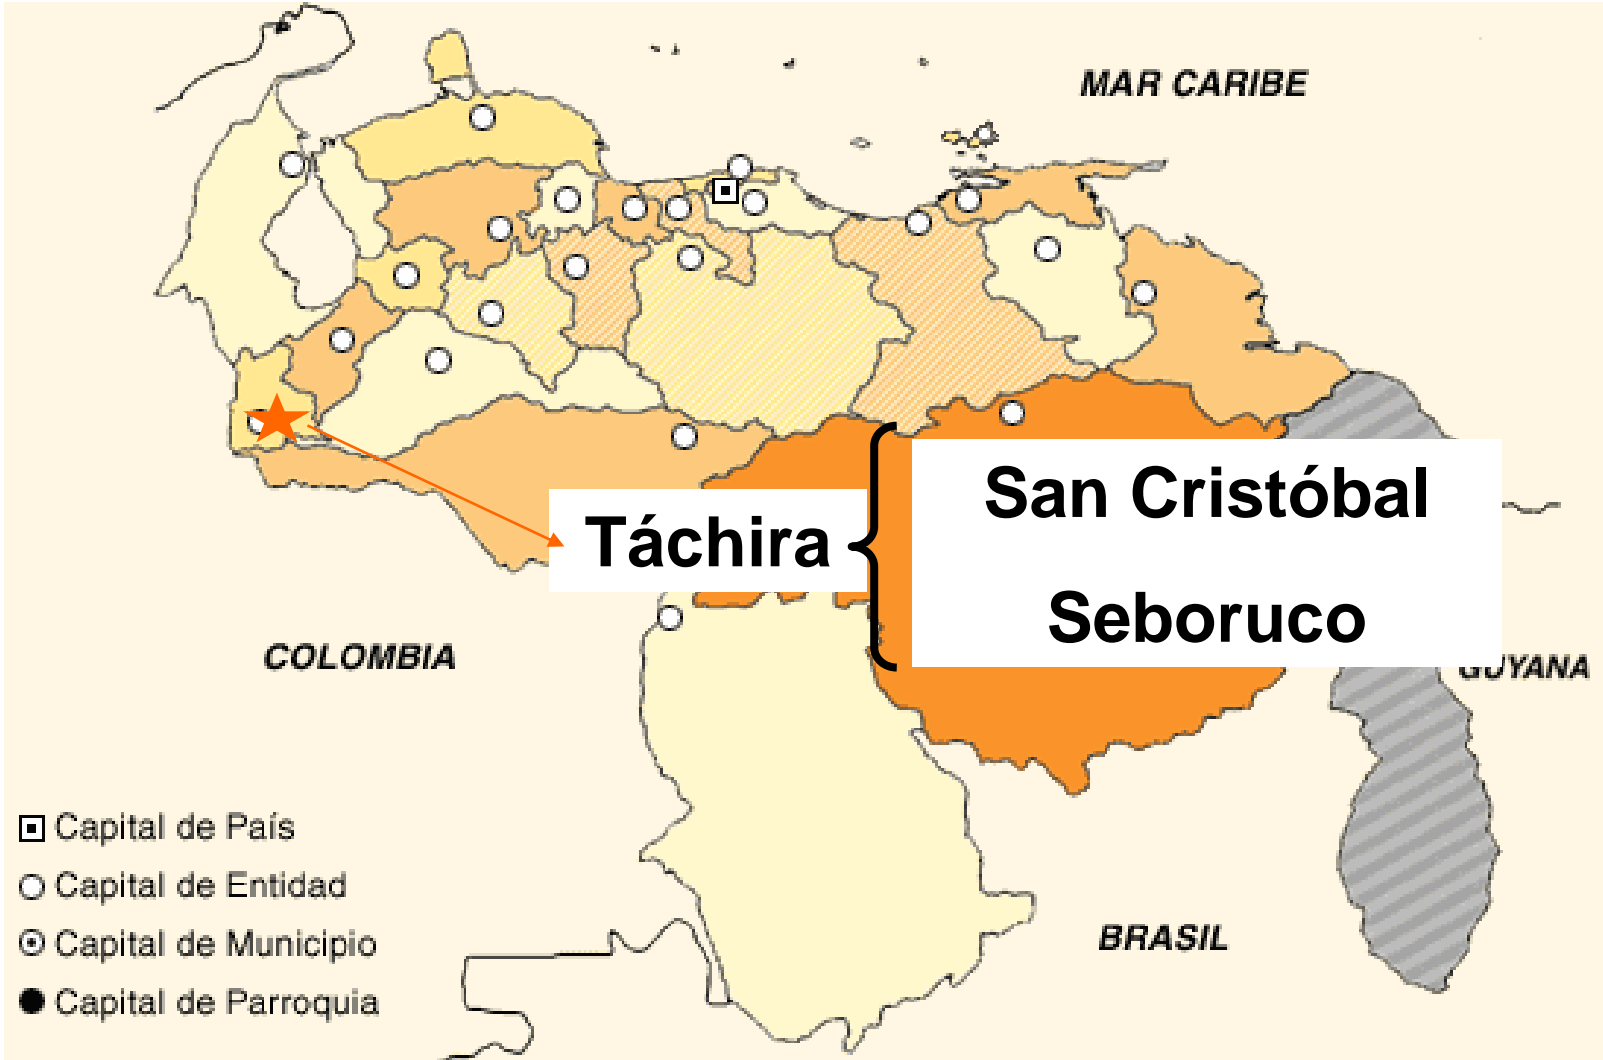 MAR CARIBE
Táchira
San Cristóbal
Seboruco
COLOMBIA
GUYANA
BRASIL
Capital de País
Capital de Entidad
Capital de Municipio
Capital de Parroquia